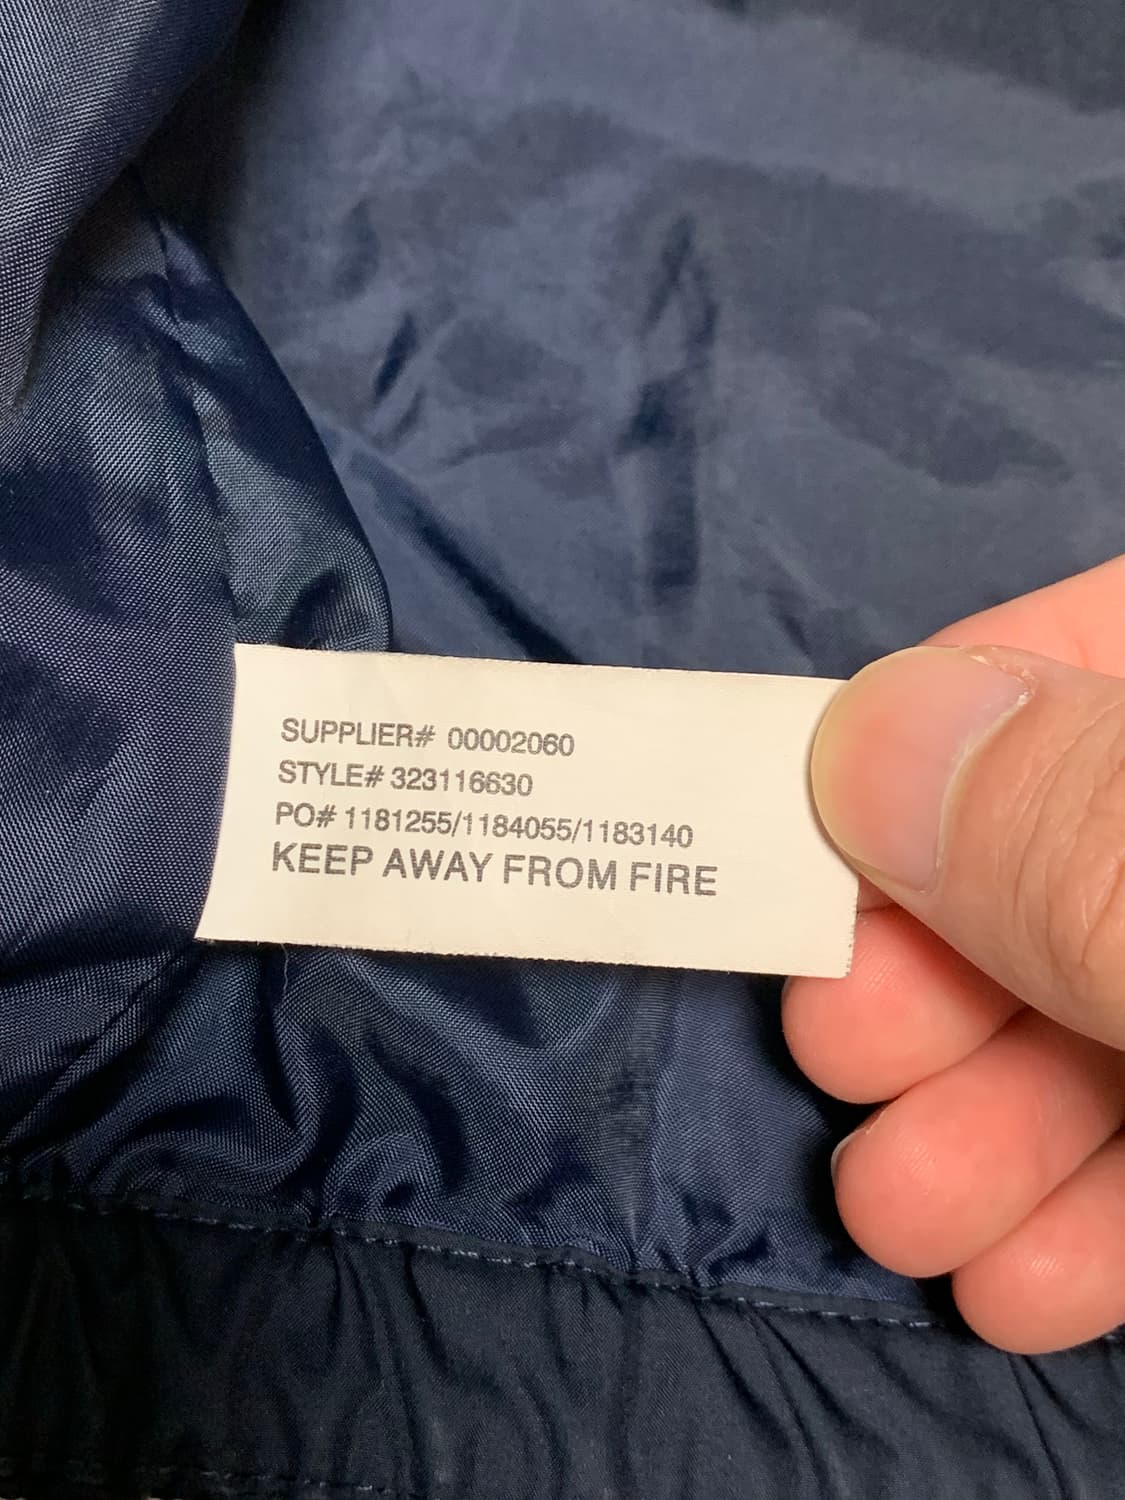 SUPPLIER# 00002060
STYLE# 323116630
PO# 1181255/1184055/1183140
KEEP AWAY FROM FIRE